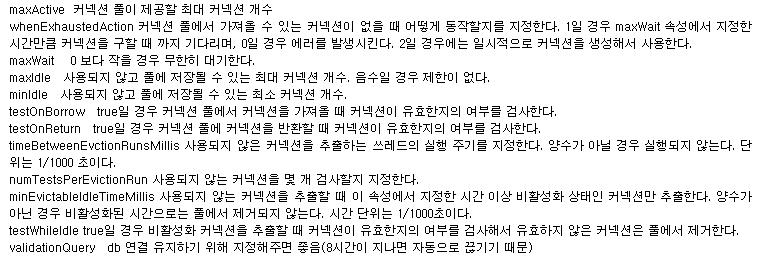 maxActive 커넥션 풀이 제공할 최대 커넥션 개수
whenExhaustedAction 커넥션 풀에서 가져올 수 있는 커넥션이 없을 때 어떻게 동작할지를 지정한다. 1일 경우 maxWait 속성에서 지정한
시간만큼 커넥션을 구할때 까지 기다리며, 0일 경우 에러를 발생시킨다. 2일 경우에는 일시적으로 커넥션을 생성해서 사용한다.
maxWait 0 보다 작을 경우 무한히 대기한다.
maxIdle 사용되지 않고 풀에 저장될 수 있는 최대 커넥션 개수. 음수일 경우 제한이 없다.
minIdle 사용되지 않고 풀에 저장될 수 있는 최소 커넥션 개수.
testOnBorrow true일 경우 커넥션 풀에서 커넥션을 가져올 때 커넥션이 유효한지의 여부를 검사한다.
testOnReturn true일 경우 커넥션 풀에 커넥션을 반환할 때 커넥션이 유효한지의 여부를 검사한다.
timeBetweenEvctionRunsMillis 사용되지 않은 커넥션을 추출하는 쓰레드의 실행 주기를 지정한다. 양수가 아닐 경우 실행되지 않는다. 단
위는 1/1000 초이다.
numTestsPerEvictionRun 사용되지 않는 커넥션을 몇 개 검사할지 지정한다.
minEvictableIdleTimeMillis 사용되지 않는 커넥션을 추출할 때 이 속성에서 지정한 시간 이상 비활성화 상태인 커넥션만 추출한다. 양수가
아닌 경우 비활성화된 시간으로는 풀에서 제거되지 않는다. 시간 단위는 1/1000초이다.
testWhileIdle true일 경우 비활성화 커넥션을 추출할 때 커넥션이 유효한지의 여부를 검사해서 유효하지 않은 커넥션은 풀에서 제거한다.
validationQuery db 연결 유지하기 위해 지정해주면 좋음(8시간이 지나면 자동으로 끊기기 때문)